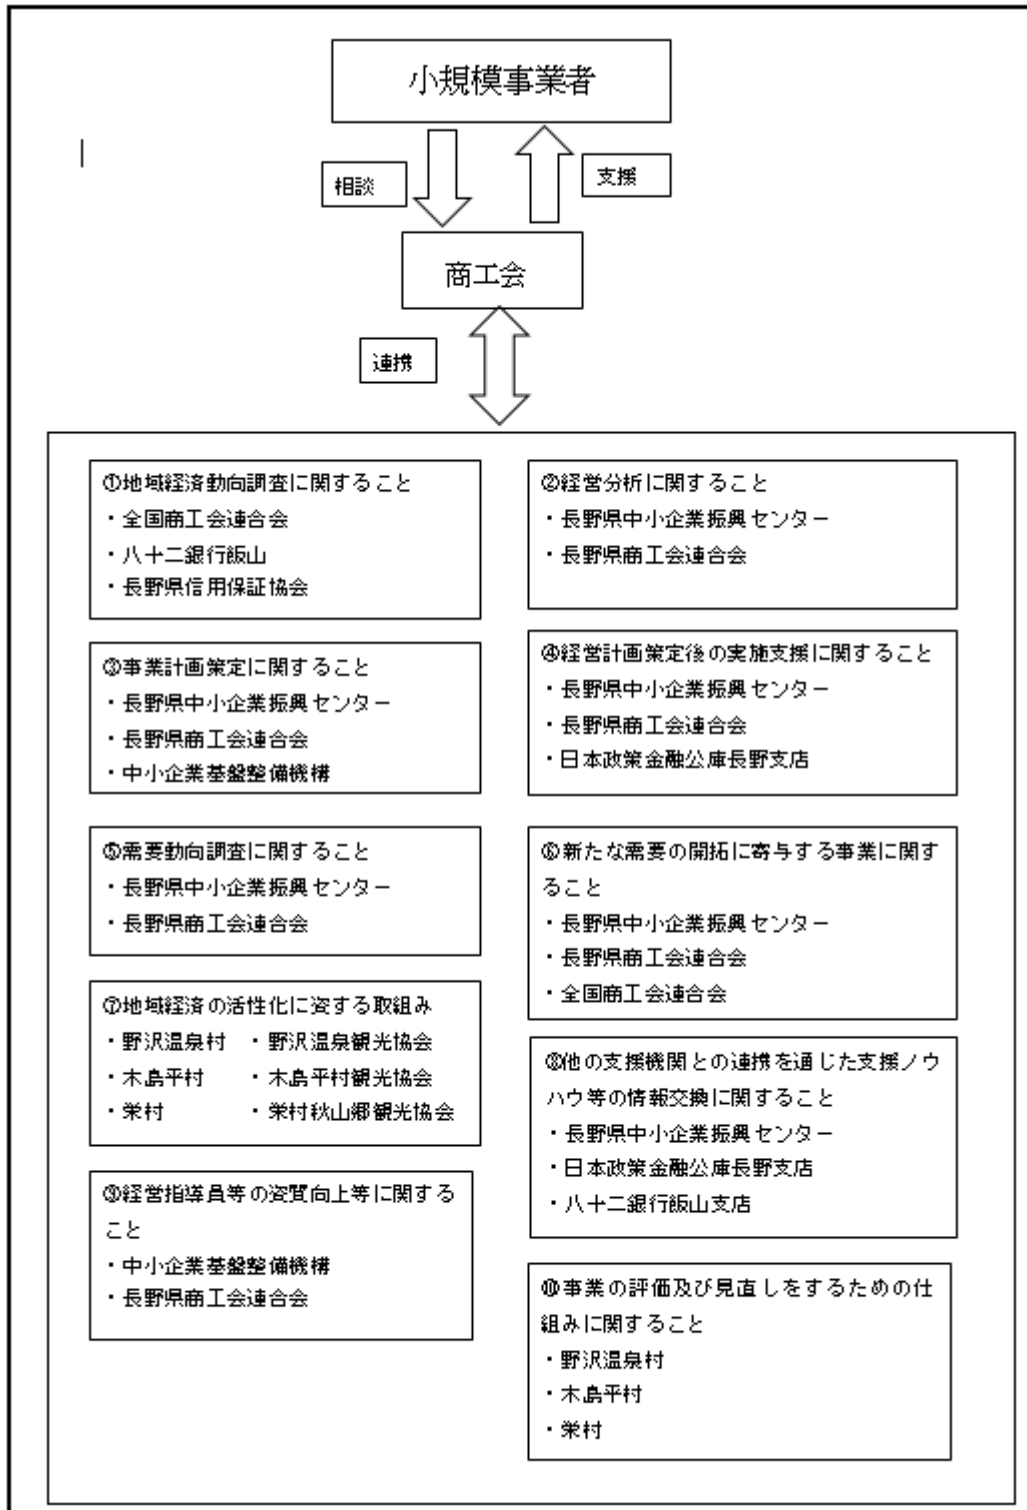 小規模事業者
相談
支援
商工会
連携
①地域経済動向調査に関すること
・全国商工会連合会
・八十二銀行飯山
・長野県信用保証協会
②経営分析に関すること
・長野県中小企業振興センター
・長野県商工会連合会
③事業計画策定に関すること
・長野県中小企業振興センター
・長野県商工会連合会
・中小企業基盤整備機構
④経営計画策定後の実施支援に関すること
・長野県中小企業振興センター
・長野県商工会連合会
・日本政策金融公庫長野支店
⑤需要動向調査に関すること
・長野県中小企業振興センター
・長野県商工会連合会
⑥新たな需要の開拓に寄与する事業に関す
ること
・長野県中小企業振興センター
・長野県商工会連合会
・全国商工会連合会
⑦地域経済の活性化に資する取組み
・野沢温泉村 ・野沢温泉観光協会
・木島平村 ・木島平村観光協会
・栄村 ・栄村秋山郷観光協会
⑧他の支援機関との連携を通じた支援ノウ
ハウ等の情報交換に関すること
・長野県中小企業振興センター
・日本政策金融公庫長野支店
・八十二銀行飯山支店
⑨経営指導員等の資質向上等に関する
こと
・中小企業基盤整備機構
・長野県商工会連合会
⑩事業の評価及び見直しをするための仕
組みに関すること
・野沢温泉村
・木島平村
・栄村